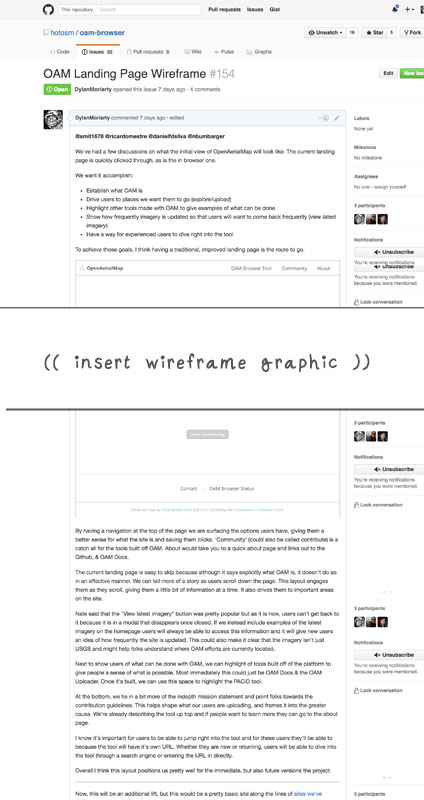 This repository Search Pull requests Issues Gist
hotosm / oam-browser Unwatch 16 Star 5 Fork
Code Issues 22 Pull requests 0 Wiki Pulse Graphs
OAM Landing Page Wireframe #154 Edit
Open DylanMoriarty opened this issue 7 days ago · 4 comments
DylanMoriarty commented 7 days ago · edited
Labels
None yet
@smit1678 @ricardomestre @danielfdsilva @nbumbarger
Milestone
No milestone
We've had a few discussions on what the initial view of OpenAerialMap will look like. The current landing
page is quickly clicked through, as is the in browser one.
Assignees
No one—assign yourself
We want it accomplish:
Establish what OAM is
Drive users to places we want them to go (explore/upload)
Highlight other tools made with OAM to give examples of what can be done.
Show how frequently imagery is updated so that users will want to come back frequently (view latest
imagery)
Have a way for experienced users to dive right into the tool
3 participants
Notifications
Unsubscribe
You're receiving notifications
Unsubscribe
You're receiving notifications
because you were mentioned.
To achieve those goals, I think having a traditional, improved landing page is the route to go.
OpenAerialMap OAM Browser Tool Community About
Lock conversation
(( insert wireframe graphic ))
3 participants
Notifications
Unsubscribe
You're receiving notifications
because you were mentioned.
Lock conversation
Start Contributing
Contact OAM Browser Status
By having a navigation at the top of the page we are surfacing the options users have, giving them a
better sense for what the site is and saving them clicks. 'Community' (could also be called contribute) is a
catch all for the tools built off OAM. About would take you to a quick about page and links out to the
Github, & OAM Docs.
The current landing page is easy to skip because although it says explicitly what OAM is, it doesn't do so
in an effective manner. We can tell more of a story as users scroll down the page. This layout engages
them as they scroll, giving them a little bit of information at a time. It also drives them to important areas
on the site.
Nate said that the "View latest imagery" button was pretty popular but as it is now, users can't get back to
it because it is in a modal that disappears once closed. If we instead include examples of the latest
imagery on the homepage users will always be able to access this information and it will give new users
an idea of how frequently the site is updated. This could also make it clear that the imagery isn't just
USGS and might help folks understand where OAM efforts are currently located.
3 participants
Notifications
Unsubscribe
You're receiving notifications
because you were mentioned.
Lock conversation
Next to show users of what can be done with OAM, we can highlight of tools built off of the platform to
give people a sense of what is possible. Most immediately this could just be OAM Docs & the OAM
Uploader. Once it's built, we can use this space to highlight the PACID tool.
At the bottom, we tie in a bit more of the indepth mission statement and point folks towards the
contribution guidelines. This helps shape what our users are uploading, and frames it into the greater
cause. We're already describing the tool up top and if people want to learn more they can go to the about
page.
I know it's important for users to be able to jump right into the tool and for these users they'll be able to
because the tool will have it's own URL. Whether they are new or returning, users will be able to dive into
the tool through a search engine or entering the URL in directly.
Overall I think this layout positions us pretty well for the immediate, but also future versions the project.
Now, this will be an additional lift, but this would be a pretty basic site along the lines of sites we've